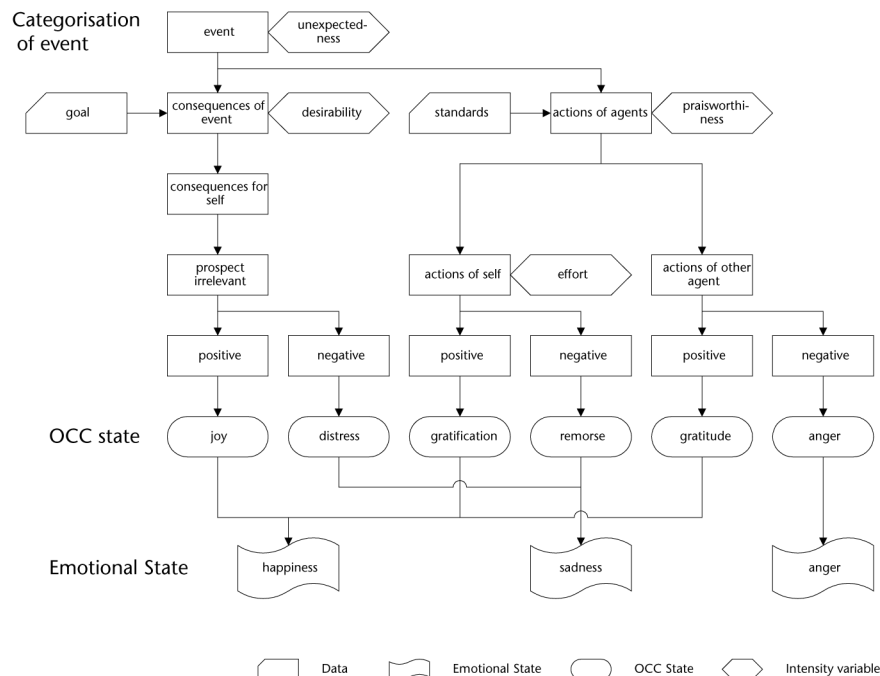 Categorisation
of event
event
unexpected-
ness
goal
consequences of
event
desirability
standards
actions of agents
praisworthi-
ness
consequences for
self
prospect
irrelevant
actions of self
effort
actions of other
agent
positive
negative
positive
negative
positive
negative
OCC state
joy
distress
gratification
remorse
gratitude
anger
Emotional State
happiness
sadness
anger
Data
Emotional State
OCC State
Intensity variable